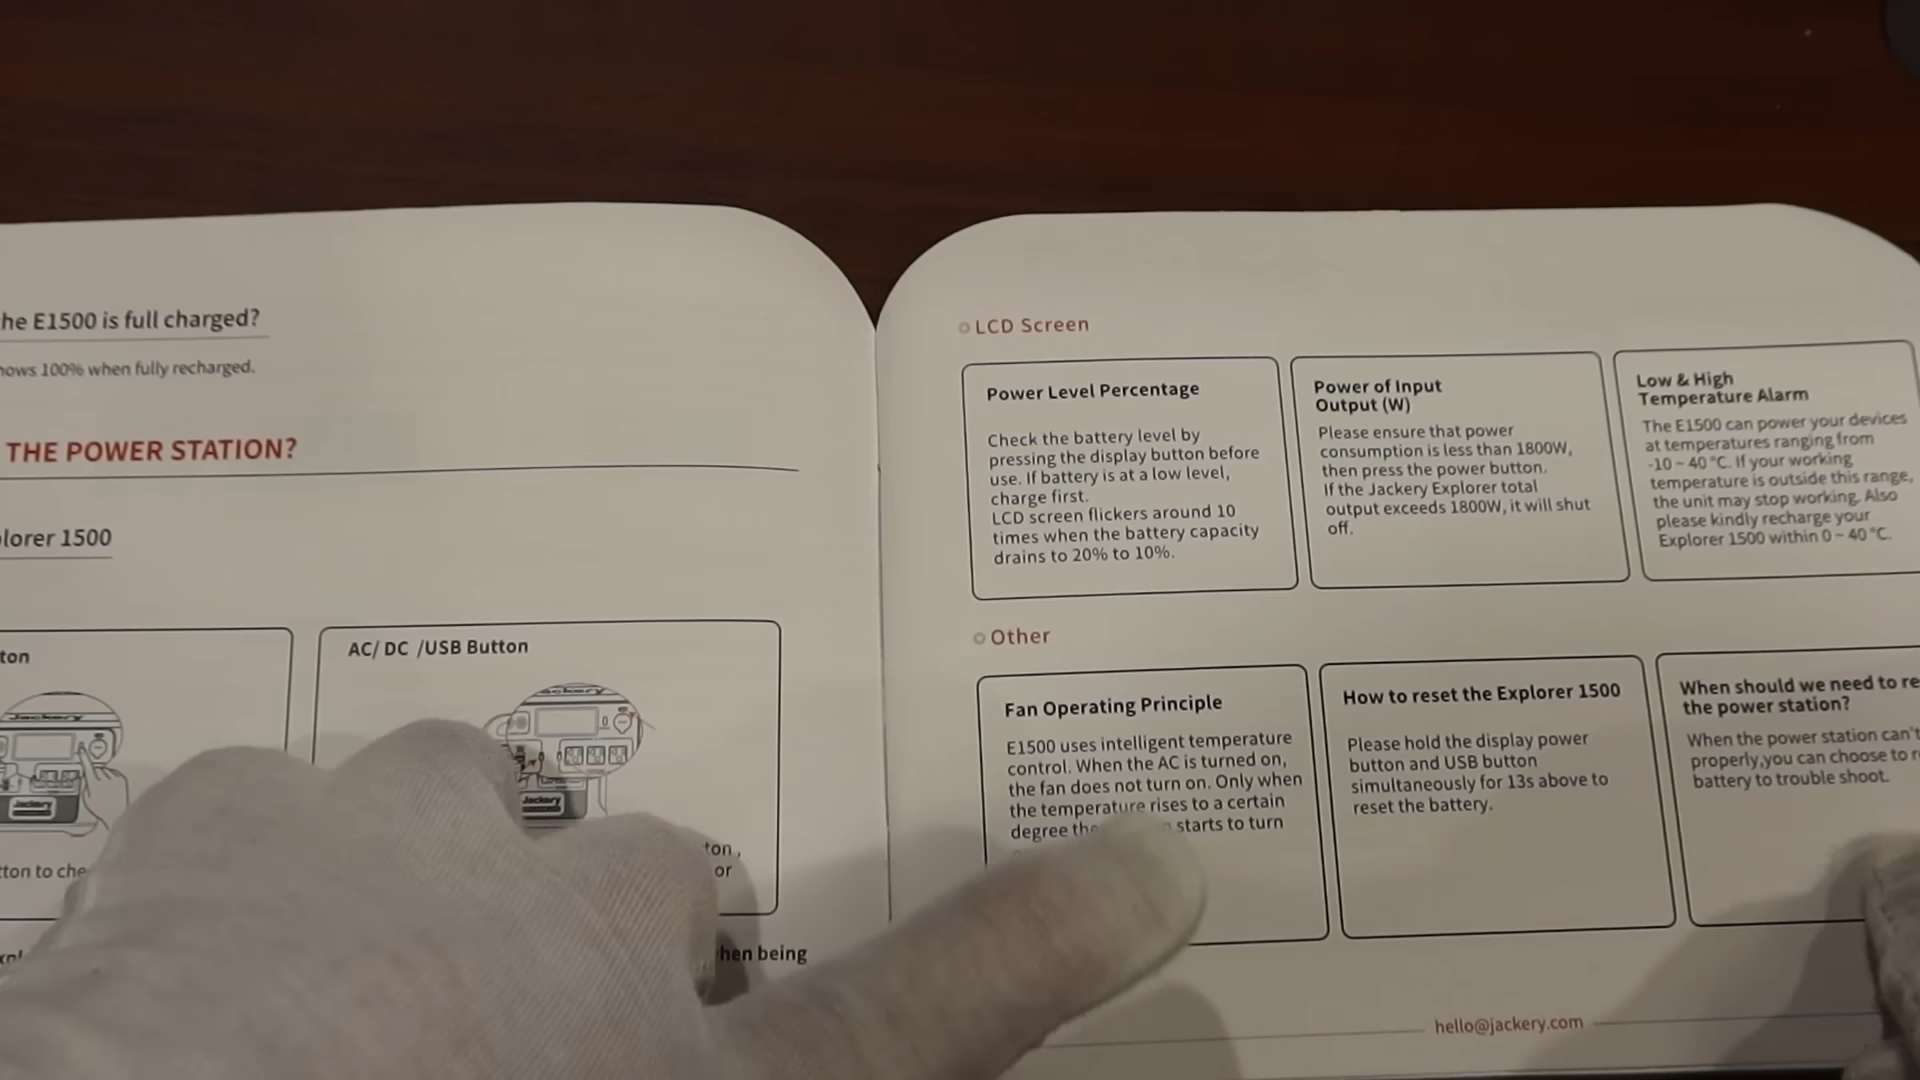 he E1500 is full charged?
hows 100% when fully recharged.
THE POWER STATION?
lorer 1500
ton
Jackery
Jackery
tton to che
AC/ DC /USB Button
Jackery
Jackery
ton,
or
hen being
LCD Screen
Power Level Percentage
Check the battery level by
pressing the display button before
use. If battery is at a low level,
charge first.
LCD screen flickers around 10
times when the battery capacity
drains to 20% to 10%.
Power of Input
Output (W)
Please ensure that power
consumption is less than 1800W,
then press the power button.
If the Jackery Explorer total
output exceeds 1800W, it will shut
off.
Low & High
Temperature Alarm
The E1500 can power your devices
at temperatures ranging from
-10 ~ 40 °C. If your working
temperature is outside this range,
the unit may stop working. Also
please kindly recharge your
Explorer 1500 within 0 ~ 40 °C.
Other
Fan Operating Principle
E1500 uses intelligent temperature
control. When the AC is turned on,
the fan does not turn on. Only when
the temperature rises to a certain
degree the starts to turn
How to reset the Explorer 1500
Please hold the display power
button and USB button
simultaneously for 13s above to
reset the battery.
When should we need to re
the power station?
When the power station can't
properly,you can choose to r
battery to trouble shoot.
hello@jackery.com